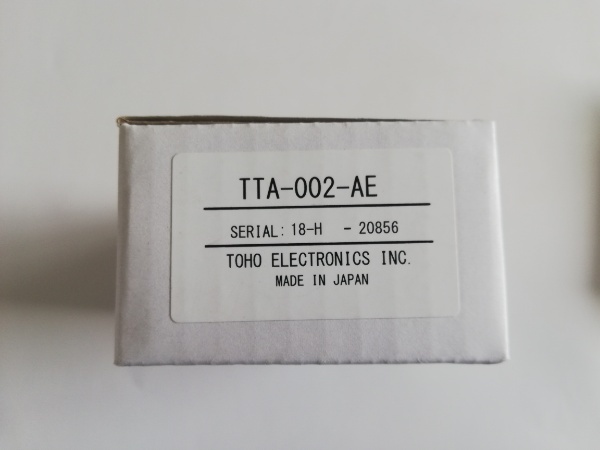 TTA-002-AE
SERIAL: 18-H - 20856
TOHO ELECTRONICS INC.
MADE IN JAPAN